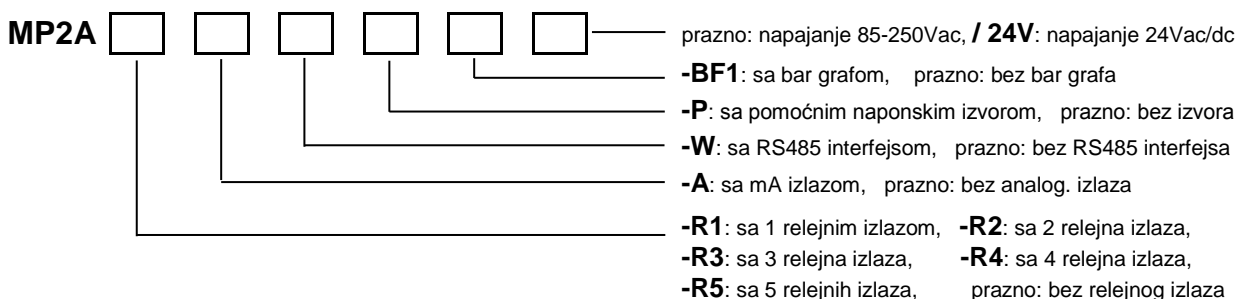 MP2A
prazno: napajanje 85-250Vac, / 24V: napajanje 24Vac/dc
-BF1: sa bar grafom, prazno: bez bar grafa
-P: sa pomoćnim naponskim izvorom, prazno: bez izvora
-W: sa RS485 interfejsom, prazno: bez RS485 interfejsa
-A: sa mA izlazom, prazno: bez analog. izlaza
-R1: sa 1 relejnim izlazom, -R2: sa 2 relejna izlaza,
-R3: sa 3 relejna izlaza, -R4: sa 4 relejna izlaza,
-R5: sa 5 relejnih izlaza, prazno: bez relejnog izlaza